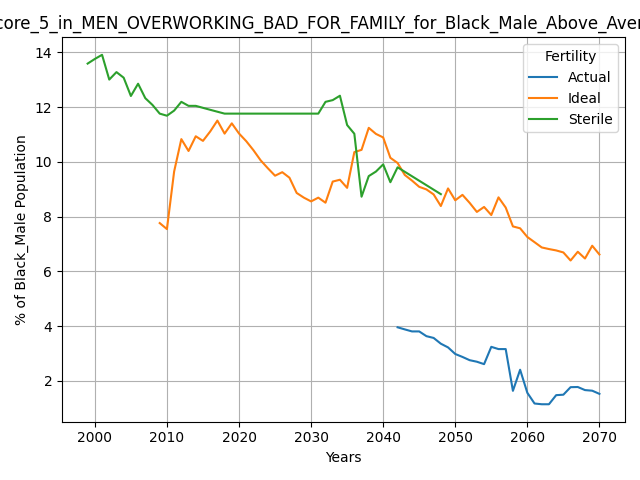 core_5_in_MEN_OVERWORKING_BAD_FOR_FAMILY_for_Black_Male_Above_Aver
Fertility
Actual
Ideal
Sterile
% of Black_Male Population
14
12
10
8
6
4
2
2000 2010 2020 2030 2040 2050 2060 2070
Years